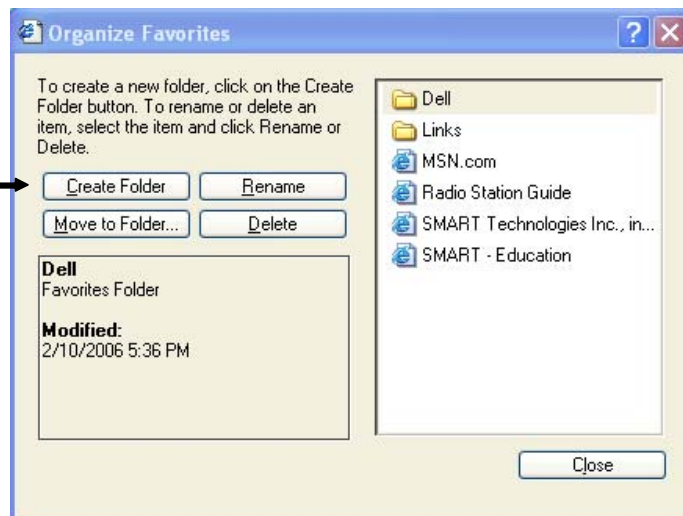 Organize Favorites
To create a new folder, click on the Create
Folder button. To rename or delete an
item, select the item and click Rename or
Delete.
Create Folder
Rename
Move to Folder...
Delete
Dell
Favorites Folder
Modified:
2/10/2006 5:36 PM
Dell
Links
MSN.com
Radio Station Guide
SMART Technologies Inc., in...
SMART - Education
Close